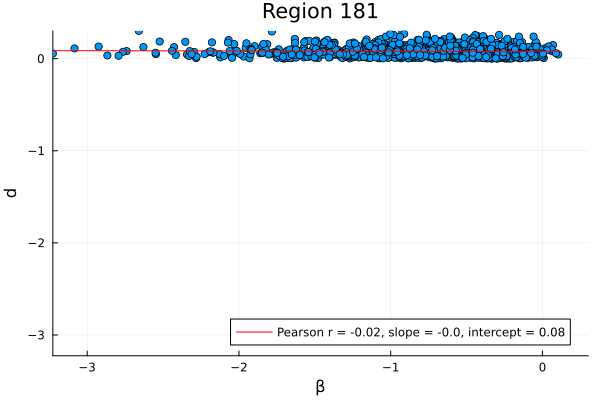 Region 181
0
−1
−2
−3
d
Pearson r = -0.02, slope = -0.0, intercept = 0.08
−3 −2 −1 0
β